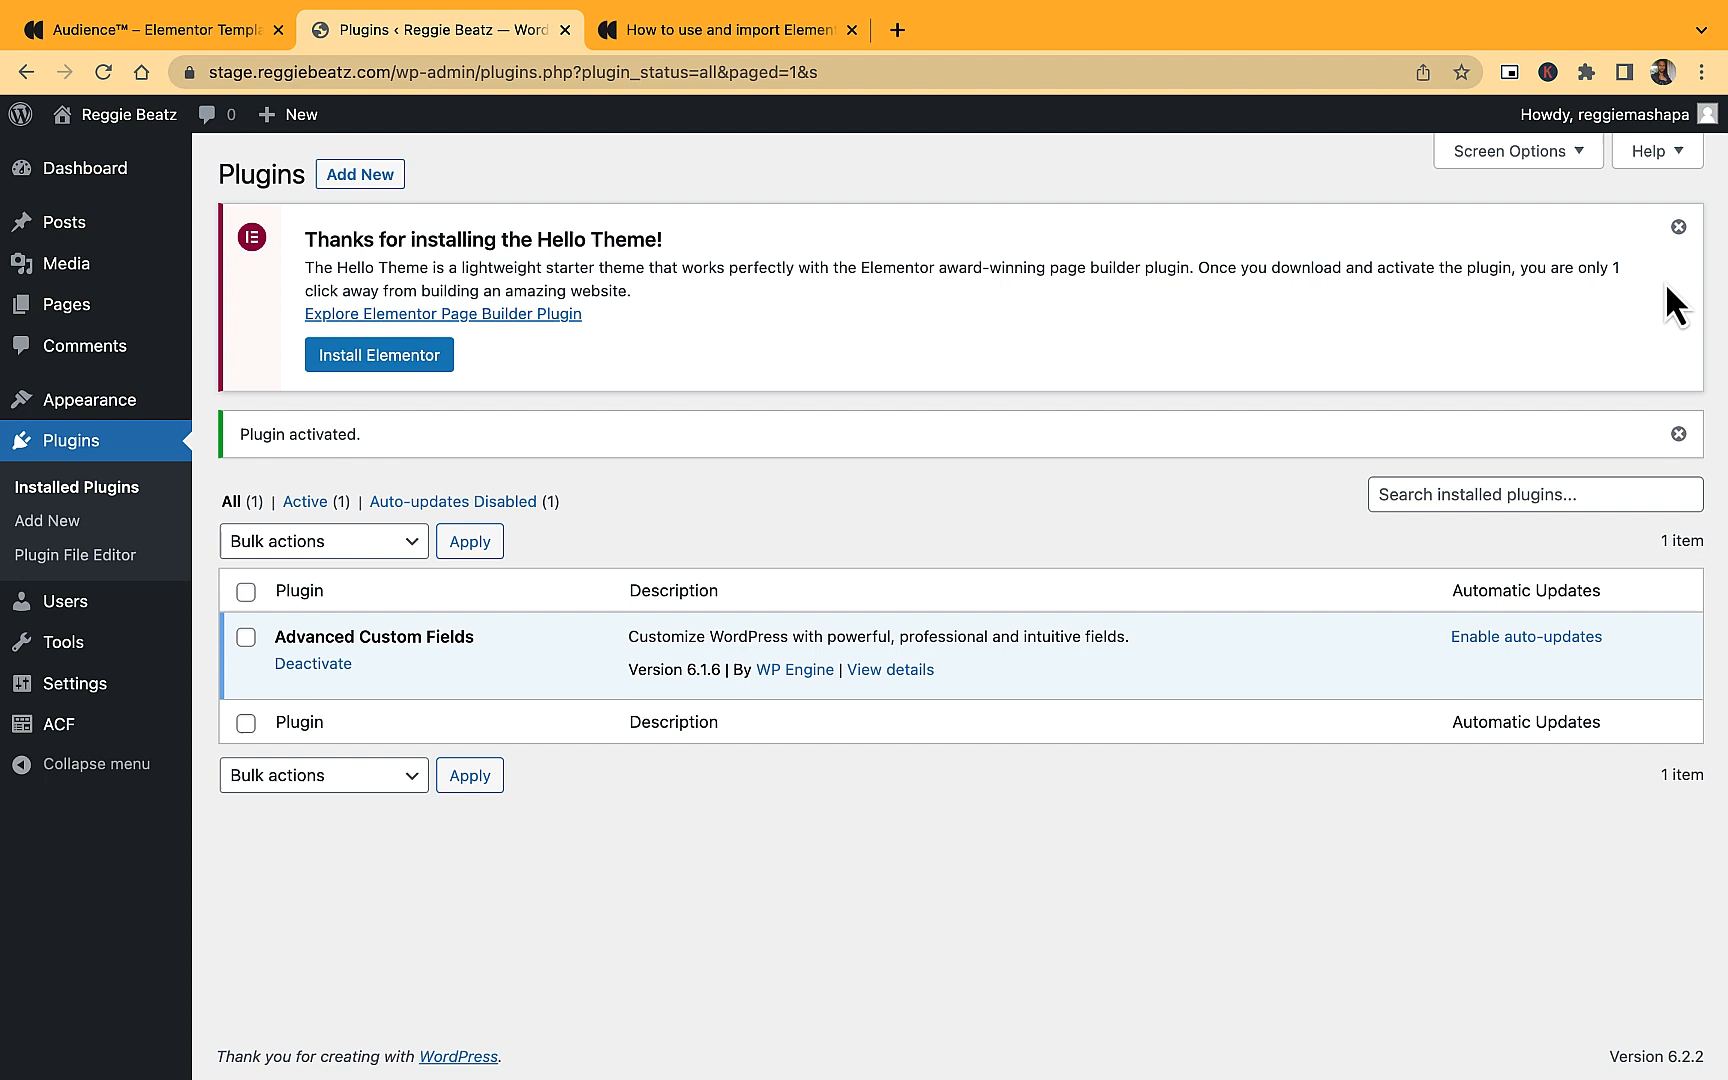 Audience™ – Elementor Templa
Plugins ‹ Reggie Beatz — Word
How to use and import Elemen
stage.reggiebeatz.com/wp-admin/plugins.php?plugin_status=all&paged=1&s
K
Reggie Beatz
0
New
Howdy, reggiemashapa
Dashboard
Posts
Media
Pages
Comments
Appearance
Plugins
Installed Plugins
Add New
Plugin File Editor
Users
Tools
Settings
ACF
Collapse menu
Screen Options
Help
Plugins
Add New
Thanks for installing the Hello Theme!
The Hello Theme is a lightweight starter theme that works perfectly with the Elementor award-winning page builder plugin. Once you download and activate the plugin, you are only 1
click away from building an amazing website.
Explore Elementor Page Builder Plugin
Install Elementor
Plugin activated.
All (1) | Active (1) | Auto-updates Disabled (1)
Search installed plugins...
Bulk actions
Apply
1 item
Plugin
Description
Automatic Updates
Advanced Custom Fields
Customize WordPress with powerful, professional and intuitive fields.
Enable auto-updates
Deactivate
Version 6.1.6 | By WP Engine | View details
Plugin
Description
Automatic Updates
Bulk actions
Apply
1 item
Thank you for creating with WordPress.
Version 6.2.2